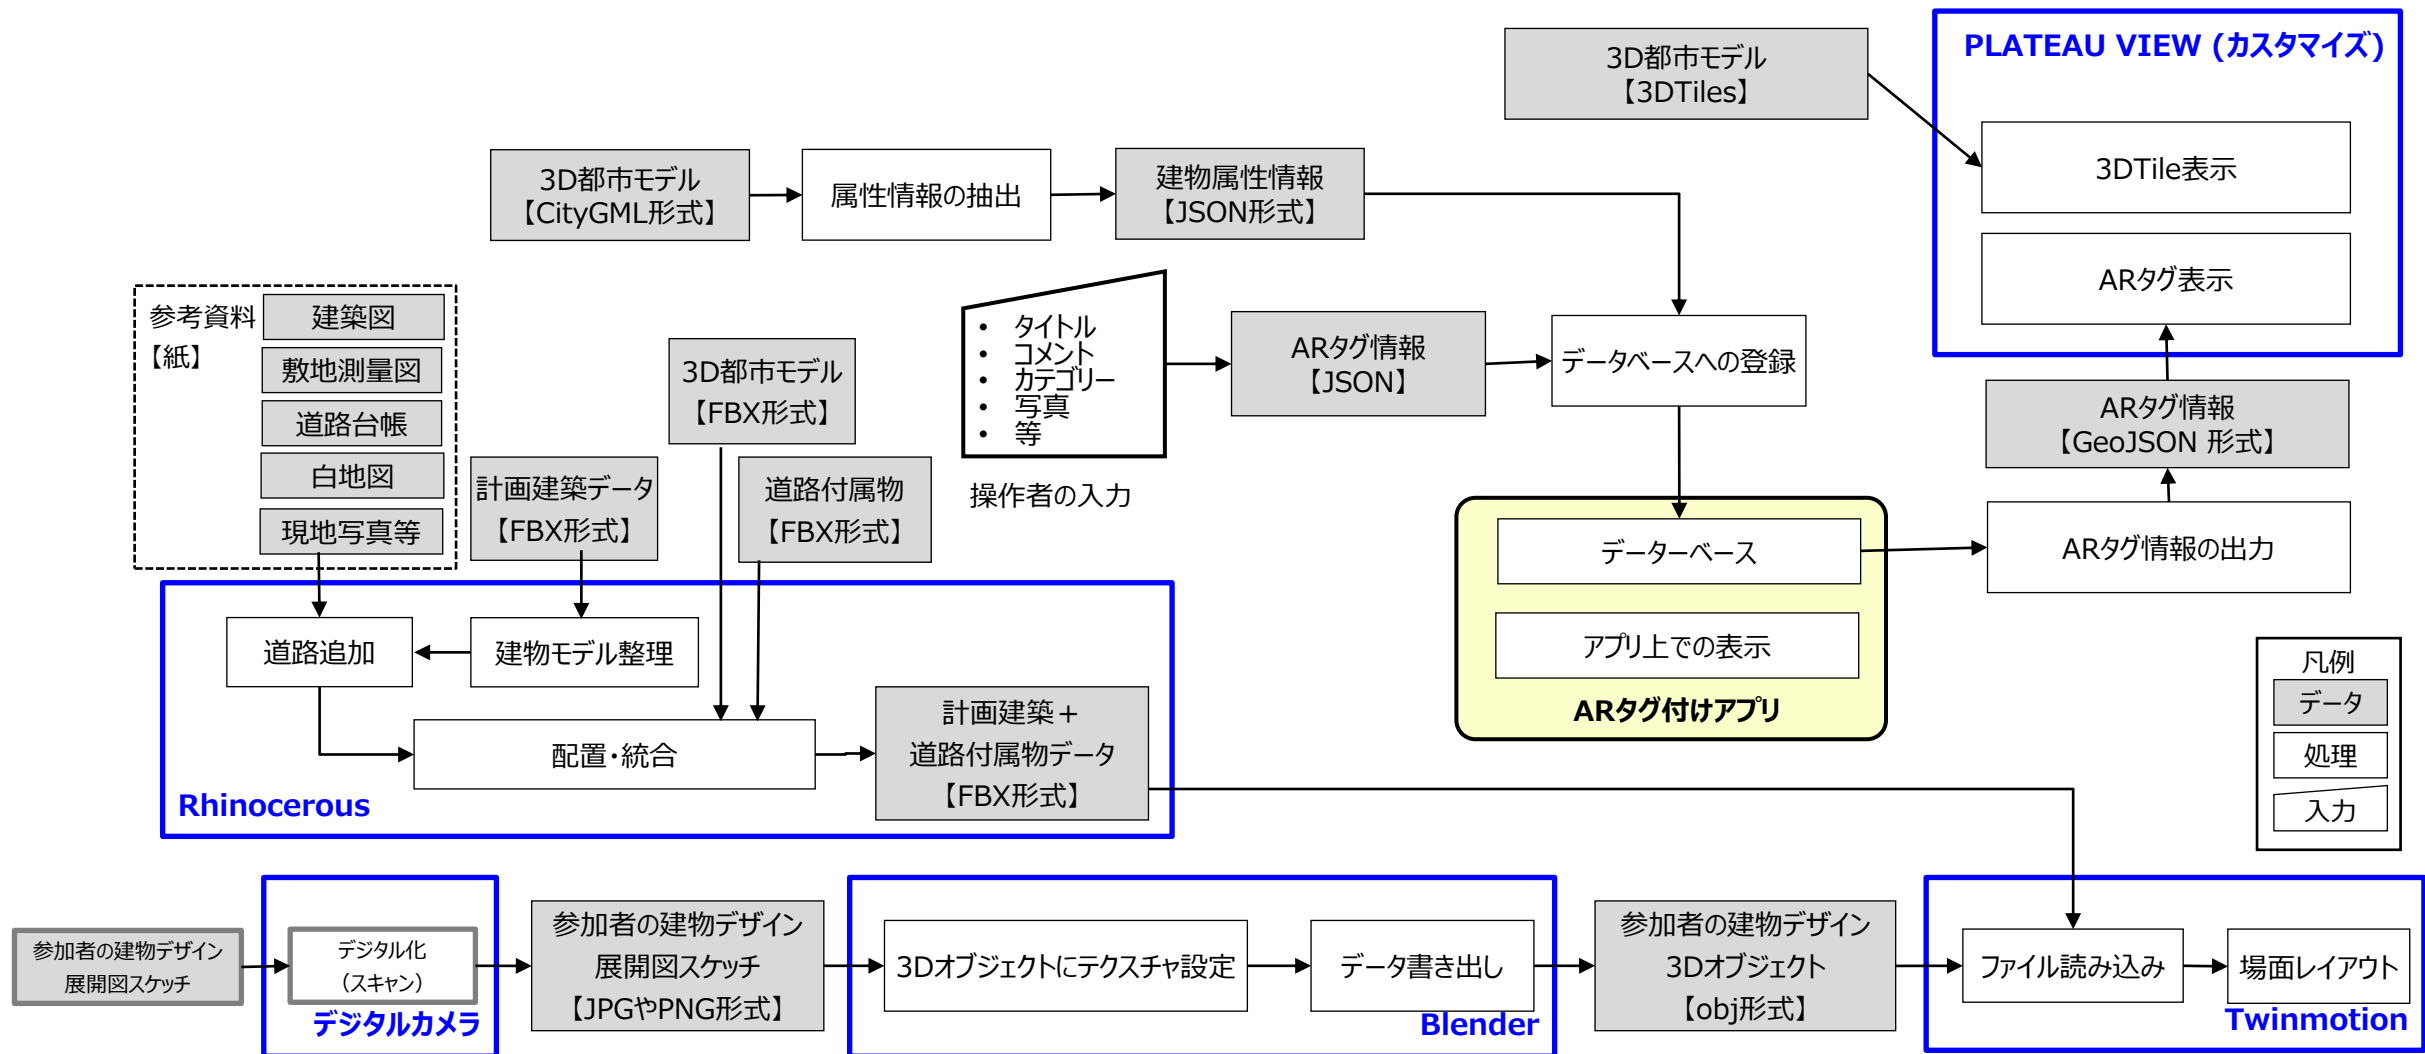 PLATEAU VIEW (カスタマイズ)
3D都市モデル
【3DTiles】
3DTile表示
ARタグ表示
3D都市モデル
【CityGML形式】
属性情報の抽出
建物属性情報
【JSON形式】
参考資料
【紙】
建築図
敷地測量図
道路台帳
白地図
現地写真等
3D都市モデル
【FBX形式】
計画建築データ
【FBX形式】
道路付属物
【FBX形式】
• タイトル
• コメント
• カテゴリー
• 写真
• 等
操作者の入力
ARタグ情報
【JSON】
データベースへの登録
ARタグ情報
【GeoJSON 形式】
ARタグ情報の出力
データーベース
アプリ上での表示
ARタグ付けアプリ
道路追加
建物モデル整理
配置・統合
計画建築＋
道路付属物データ
【FBX形式】
Rhinocerous
凡例
データ
処理
入力
参加者の建物デザイン
展開図スケッチ
デジタル化
（スキャン）
デジタルカメラ
参加者の建物デザイン
展開図スケッチ
【JPGやPNG形式】
3Dオブジェクトにテクスチャ設定
データ書き出し
Blender
参加者の建物デザイン
3Dオブジェクト
【obj形式】
ファイル読み込み
場面レイアウト
Twinmotion